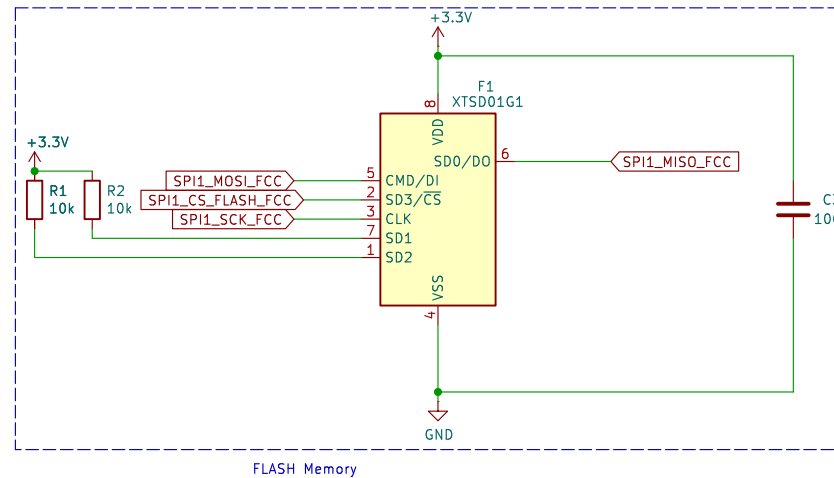 +3.3V
F1
XTSD01G1
8
VDD
SD0/DO
6
SPI1_MISO_FCC
+3.3V
R1
10k
R2
10k
SPI1_MOSI_FCC
5
CMD/DI
SPI1_CS_FLASH_FCC
2
SD3/CS
SPI1_SCK_FCC
3
CLK
7
SD1
1
SD2
VSS
4
GND
FLASH Memory